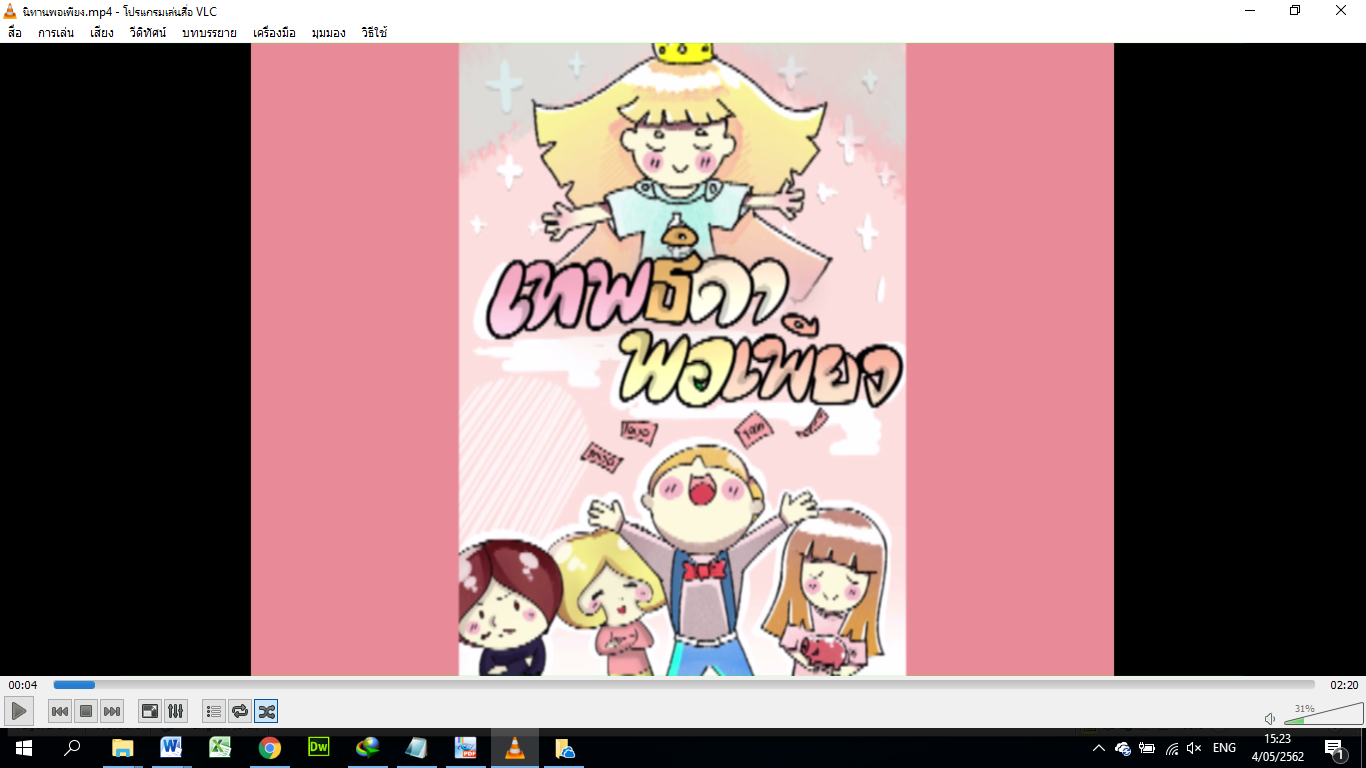 นิทานพอเพียง.mp4 - โปรแกรมเล่นสื่อ VLC
สื่อ การเล่น เสียง วีดิทัศน์ บทบรรยาย เครื่องมือ มุมมอง วิธีใช้
เทพธิดา
พอเพียง
00:04 02:20
31%
W X Dw PDF ENG 15:23
4/05/2562 1